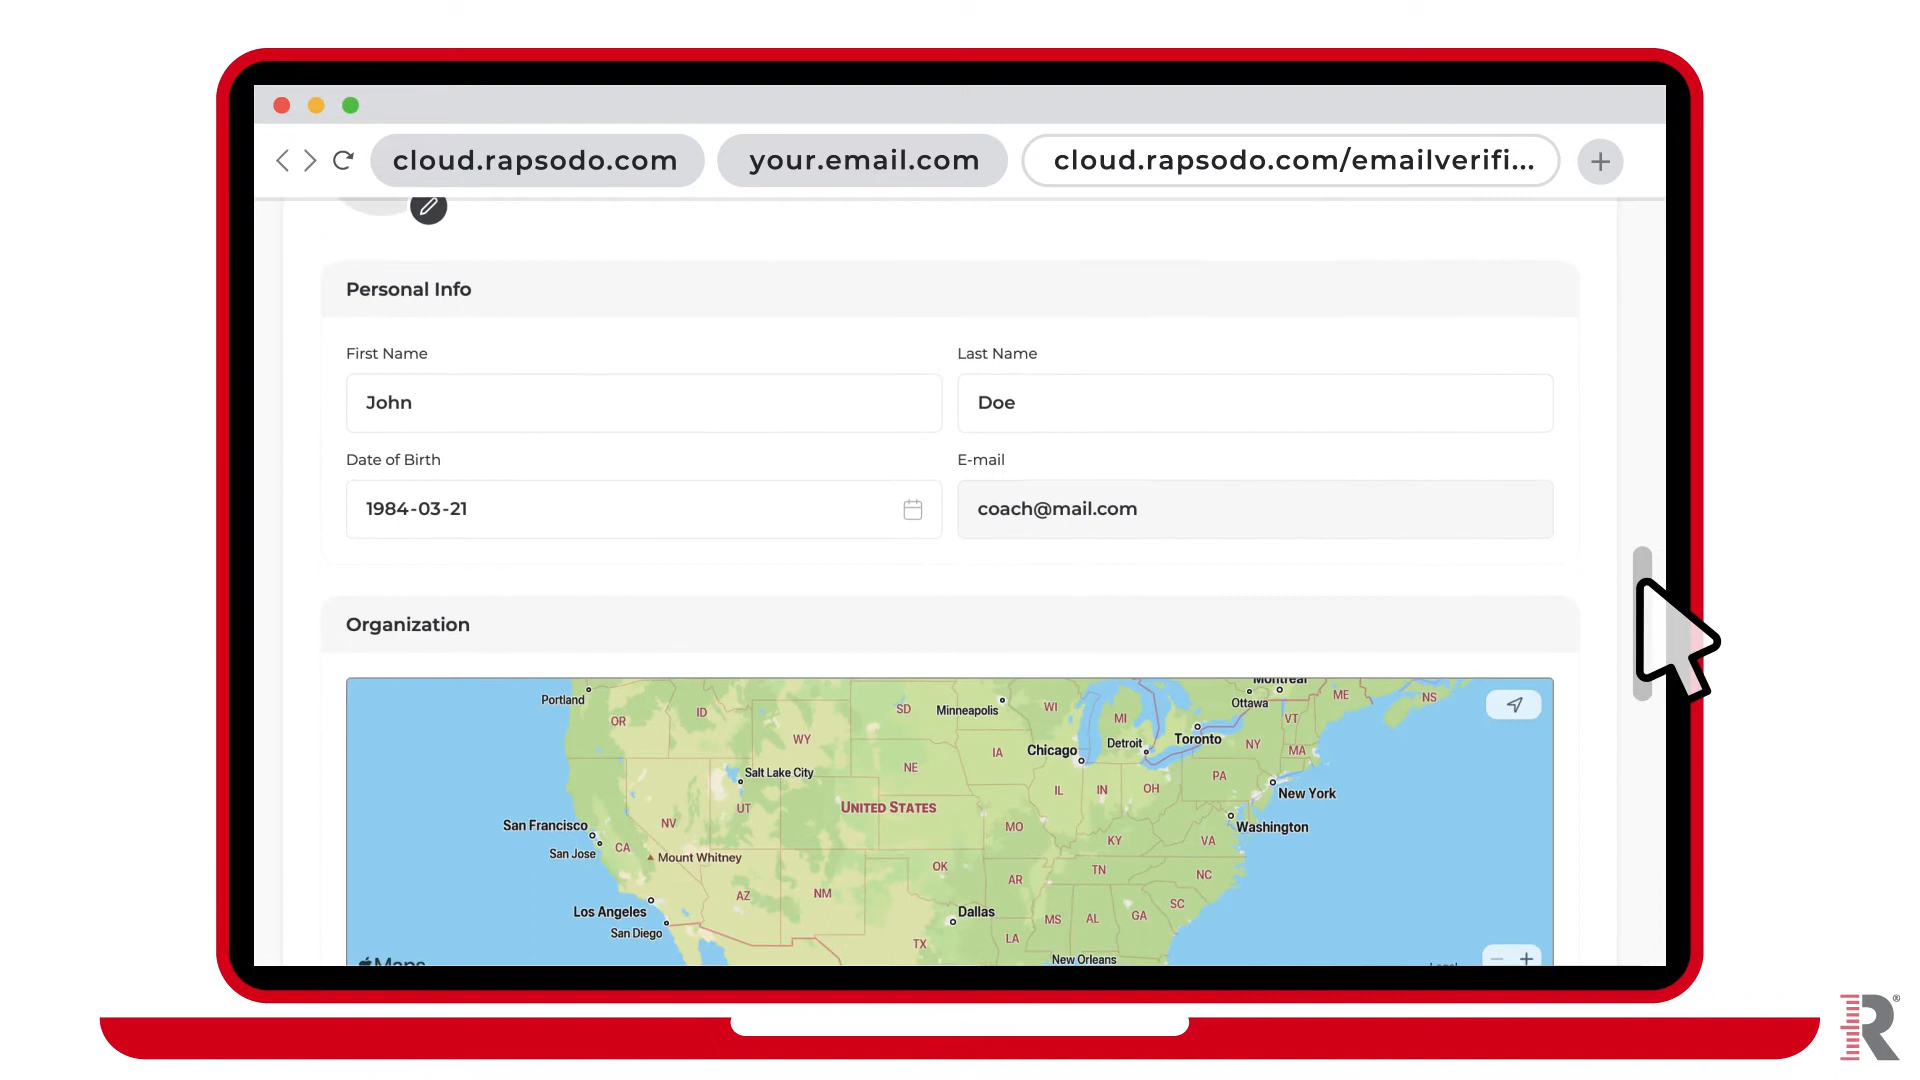 cloud.rapsodo.com
your.email.com
cloud.rapsodo.com/emailverifi...
Personal Info
First Name
Last Name
John
Doe
Date of Birth
E-mail
1984-03-21
coach@mail.com
Organization
Montreal
Portland
OR
ID
SD
Minneapolis
WI
MI
Ottawa
VT
ME
NS
WY
IA
Chicago
Detroit
Toronto
NY
MA
Salt Lake City
NE
PA
UNITED STATES
UT
IL
IN
OH
New York
San Francisco
NV
MO
KY
VA
Washington
San Jose
CA
Mount Whitney
OK
AR
TN
NC
Los Angeles
AZ
NM
Dallas
MS
AL
GA
SC
San Diego
TX
LA
New Orleans
Maps
Legal
R®